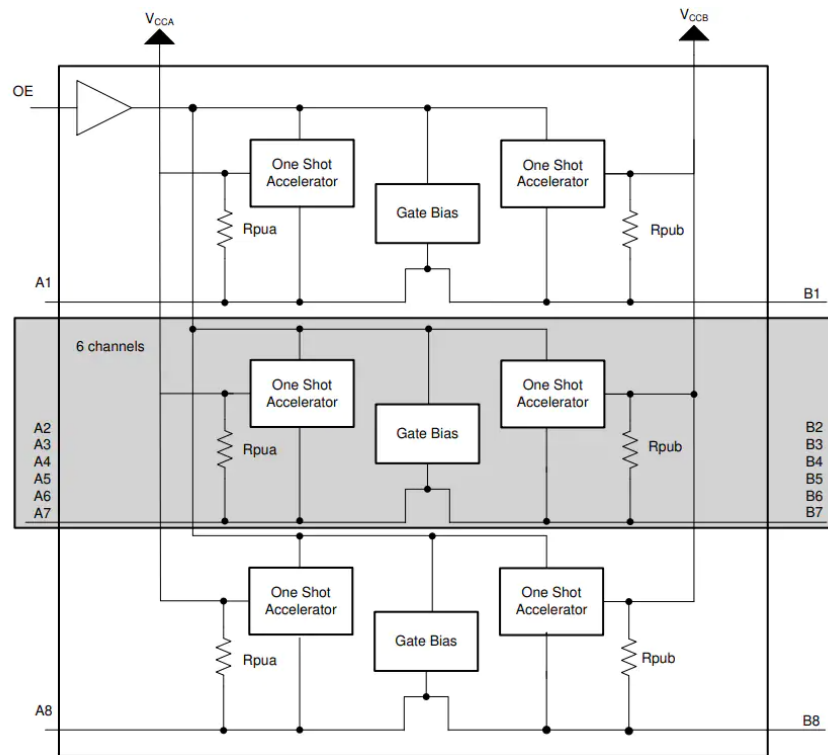 VCCA
VCCB
OE
One Shot
Accelerator
One Shot
Accelerator
Gate Bias
Rpua
Rpub
A1
B1
6 channels
One Shot
Accelerator
One Shot
Accelerator
Gate Bias
Rpua
Rpub
A2
A3
A4
A5
A6
A7
B2
B3
B4
B5
B6
B7
One Shot
Accelerator
One Shot
Accelerator
Gate Bias
Rpua
Rpub
A8
B8